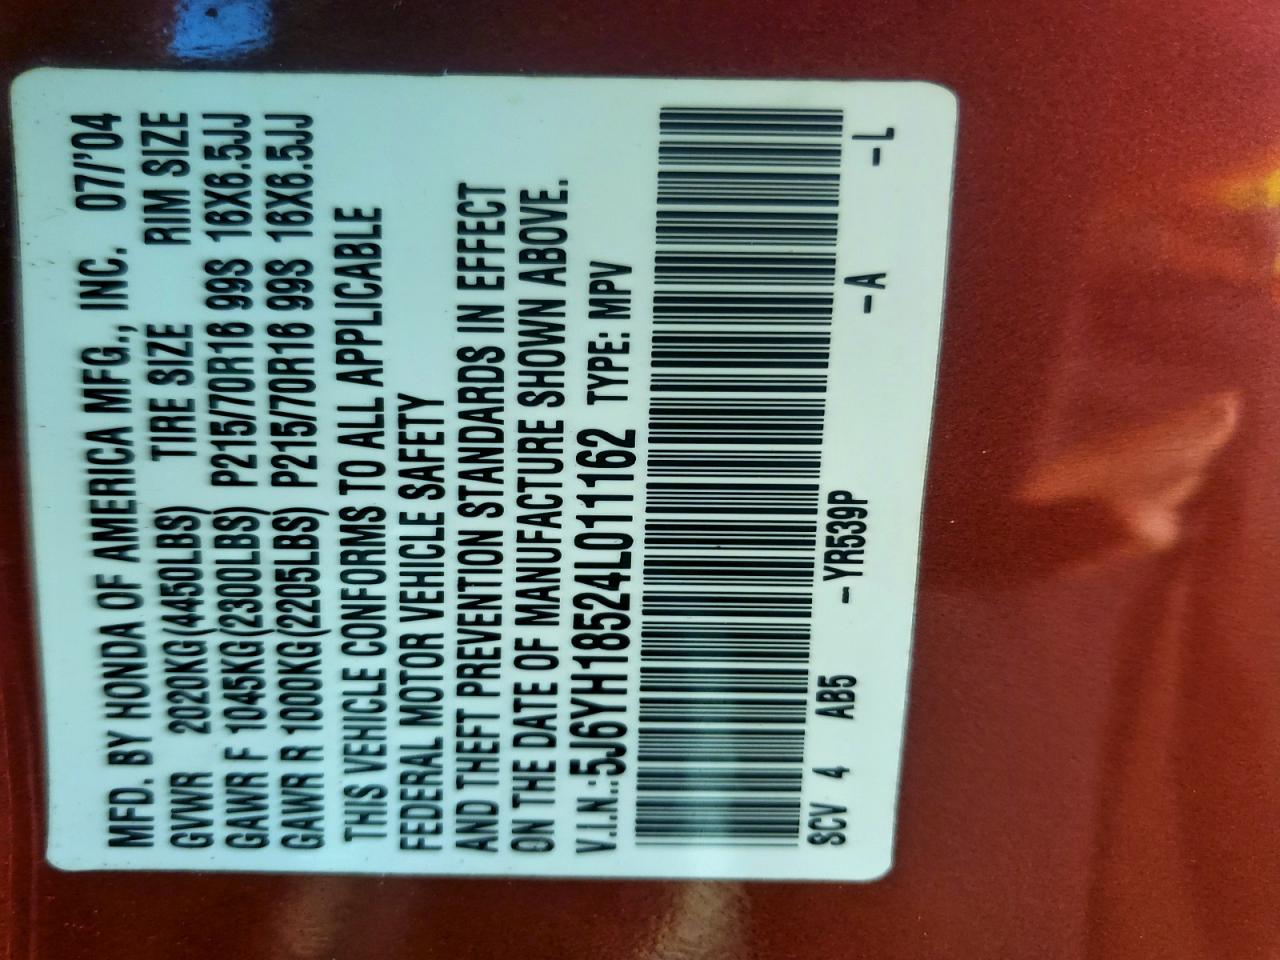 MFD. BY HONDA OF AMERICA MFG., INC. 07/'04
GVWR 2020KG(4450LBS) TIRE SIZE RIM SIZE
GAWR F 1045KG(2300LBS) P215/70R16 99S 16X6.5JJ
GAWR R 1000KG(2205LBS) P215/70R16 99S 16X6.5JJ
THIS VEHICLE CONFORMS TO ALL APPLICABLE
FEDERAL MOTOR VEHICLE SAFETY
AND THEFT PREVENTION STANDARDS IN EFFECT
ON THE DATE OF MANUFACTURE SHOWN ABOVE.
V.I.N.:5J6YH18524L011162 TYPE: MPV
SCV 4 AB5 -YR539P -A -L